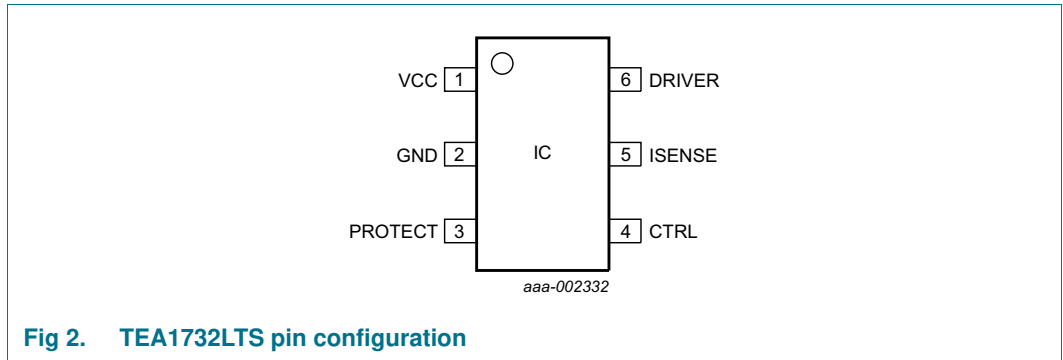 VCC 1 6 DRIVER
GND 2 IC 5 ISENSE
PROTECT 3 4 CTRL
aaa-002332
Fig 2. TEA1732LTS pin configuration